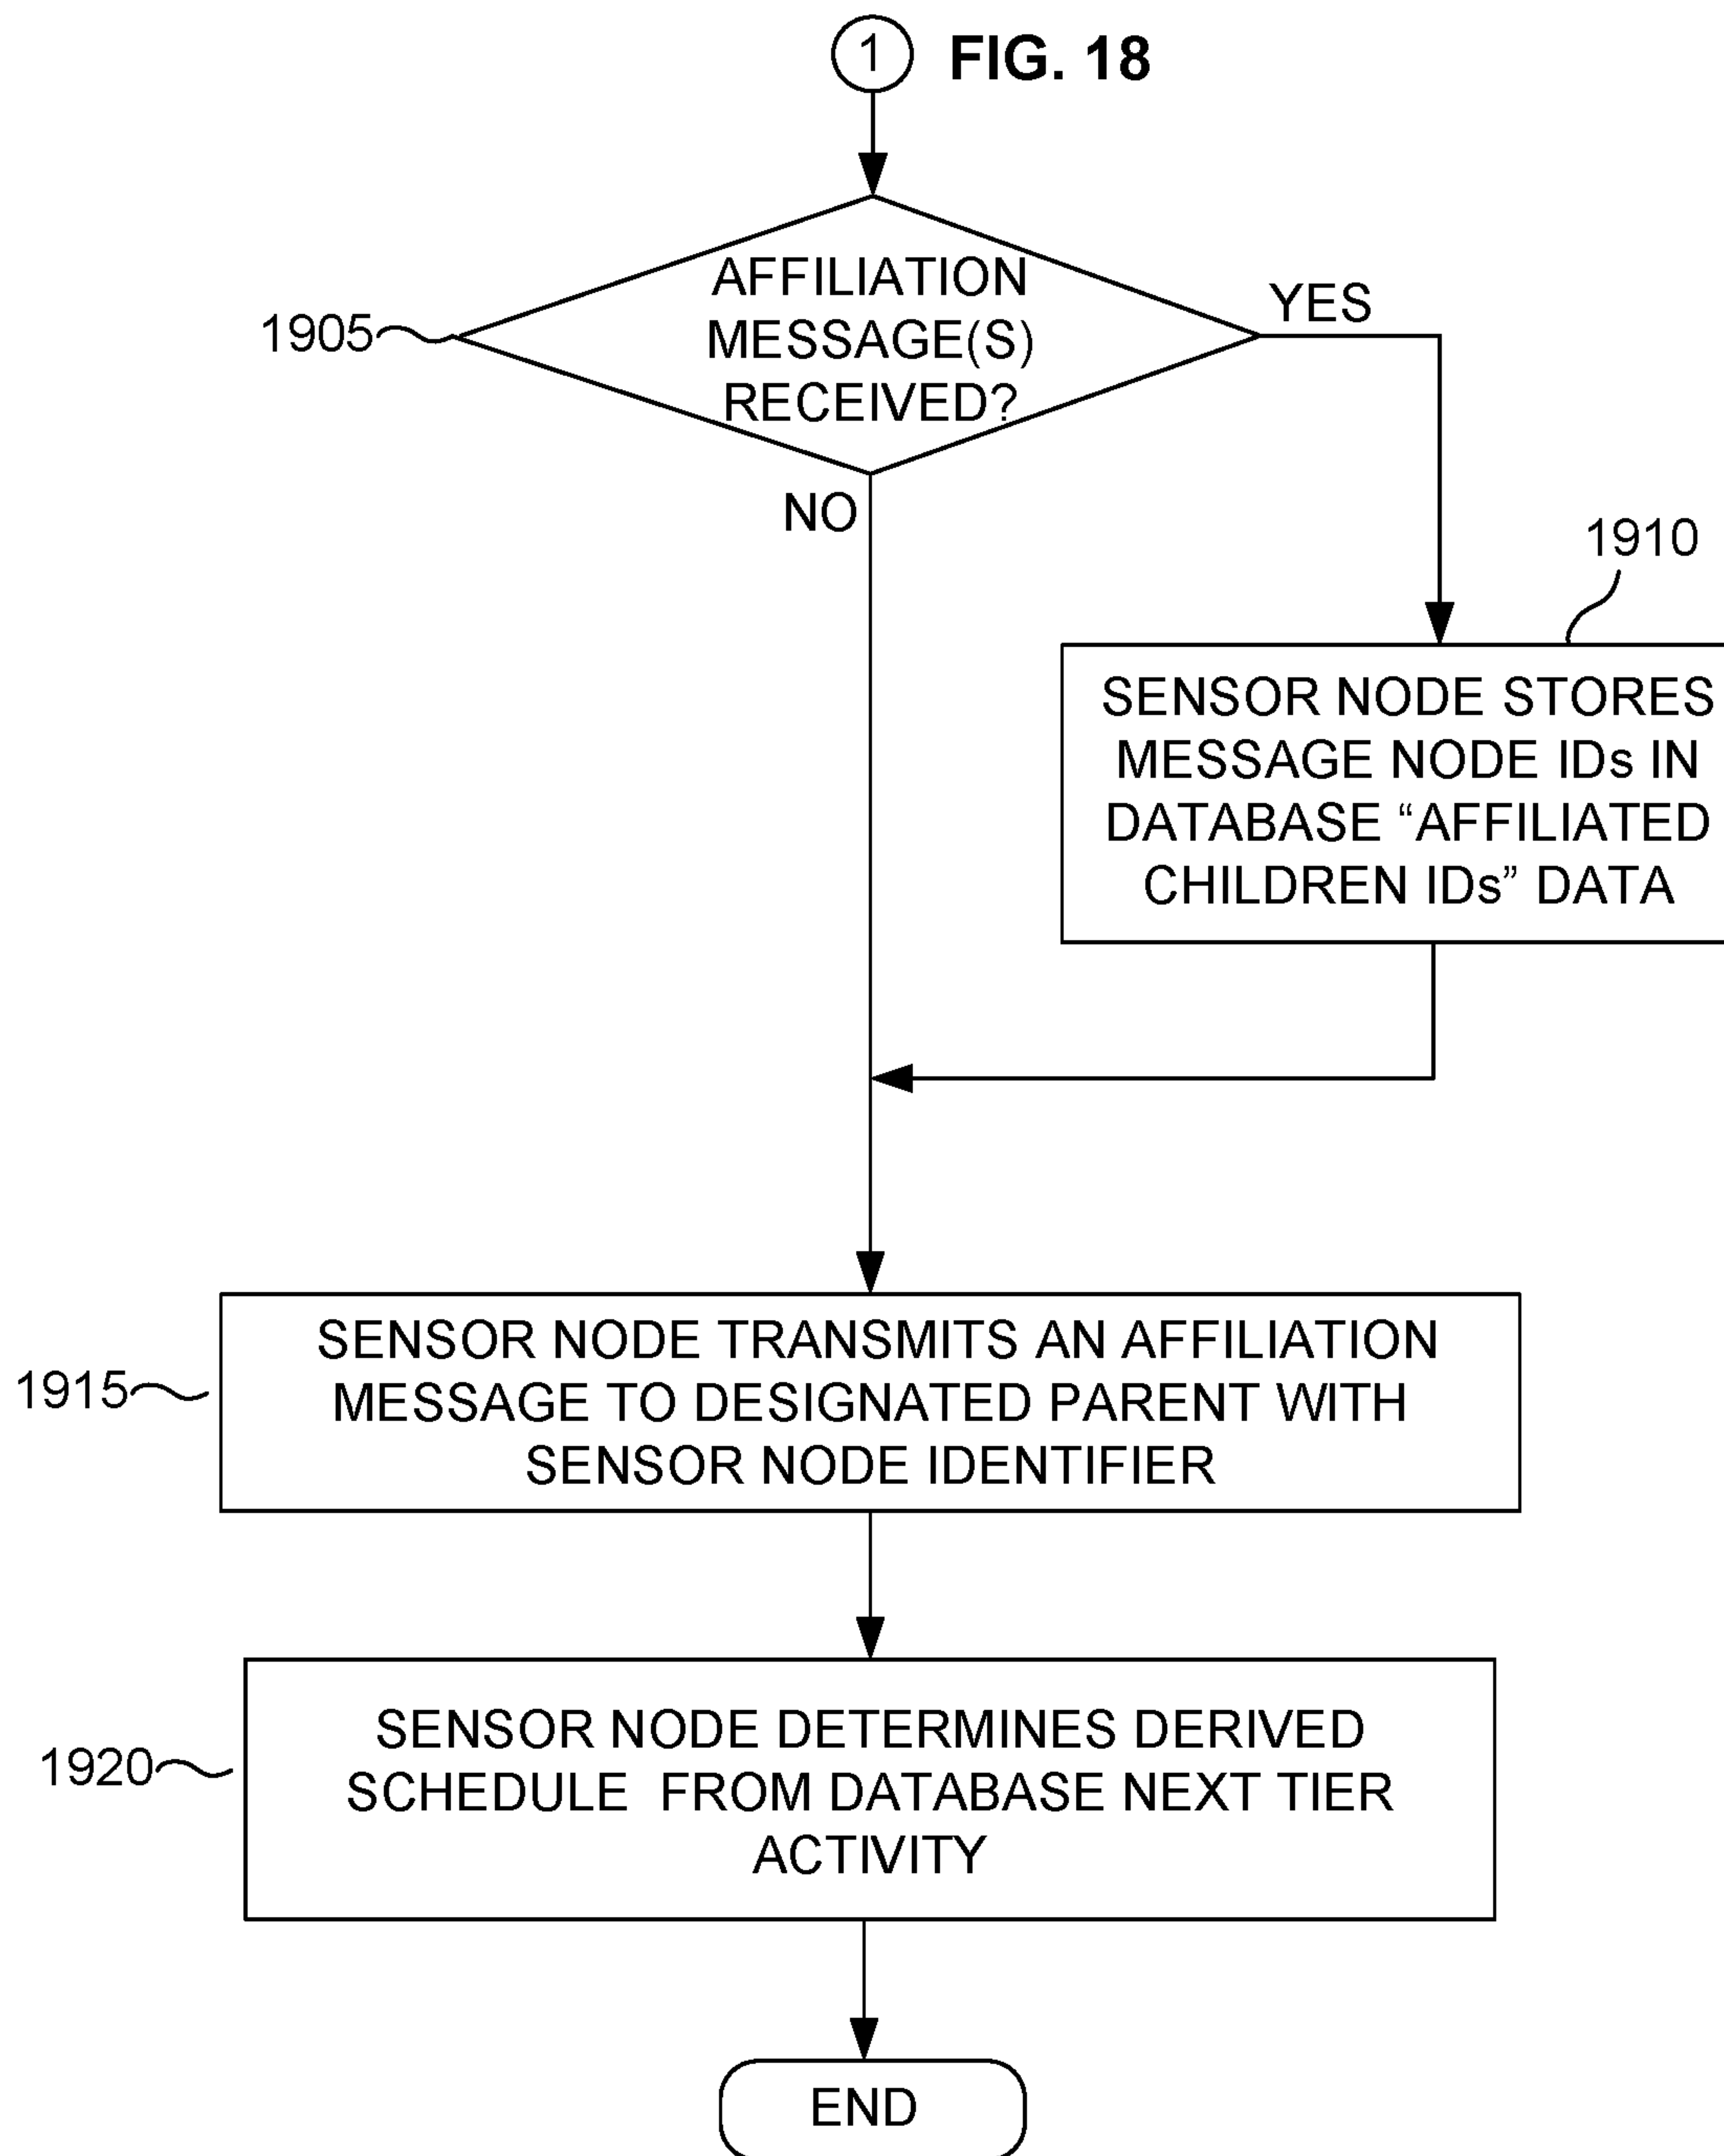 1 FIG. 18
AFFILIATION
MESSAGE(S)
RECEIVED?
YES
1905
NO
1910
SENSOR NODE STORES
MESSAGE NODE IDs IN
DATABASE “AFFILIATED
CHILDREN IDs” DATA
SENSOR NODE TRANSMITS AN AFFILIATION
MESSAGE TO DESIGNATED PARENT WITH
SENSOR NODE IDENTIFIER
1915
SENSOR NODE DETERMINES DERIVED
SCHEDULE FROM DATABASE NEXT TIER
ACTIVITY
1920
END